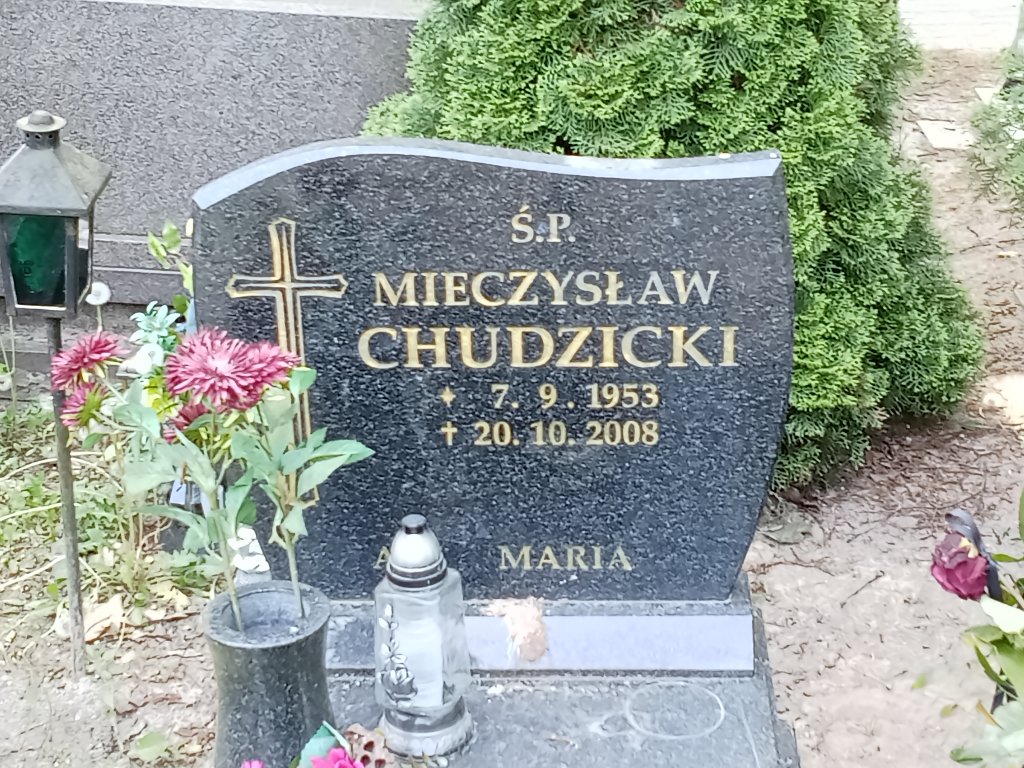 Ś.P.
MIECZYSŁAW
CHUDZICKI
7. 9. 1953
✝ 20. 10. 2008
MARIA